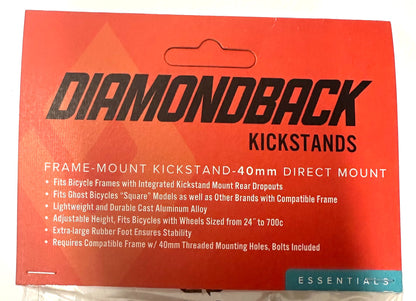 DIAMONDBACK
KICKSTANDS
FRAME-MOUNT KICKSTAND-40mm DIRECT MOUNT
• Fits Bicycle Frames with Integrated Kickstand Mount Rear Dropouts
• Fits Ghost Bicycles "Square" Models as well as Other Brands with Compatible Frame
• Lightweight and Durable Cast Aluminum Alloy
• Adjustable Height, Fits Bicycles with Wheels Sized from 24" to 700c
• Extra-large Rubber Foot Ensures Stability
• Requires Compatible Frame w/ 40mm Threaded Mounting Holes, Bolts Included
ESSENTIALS